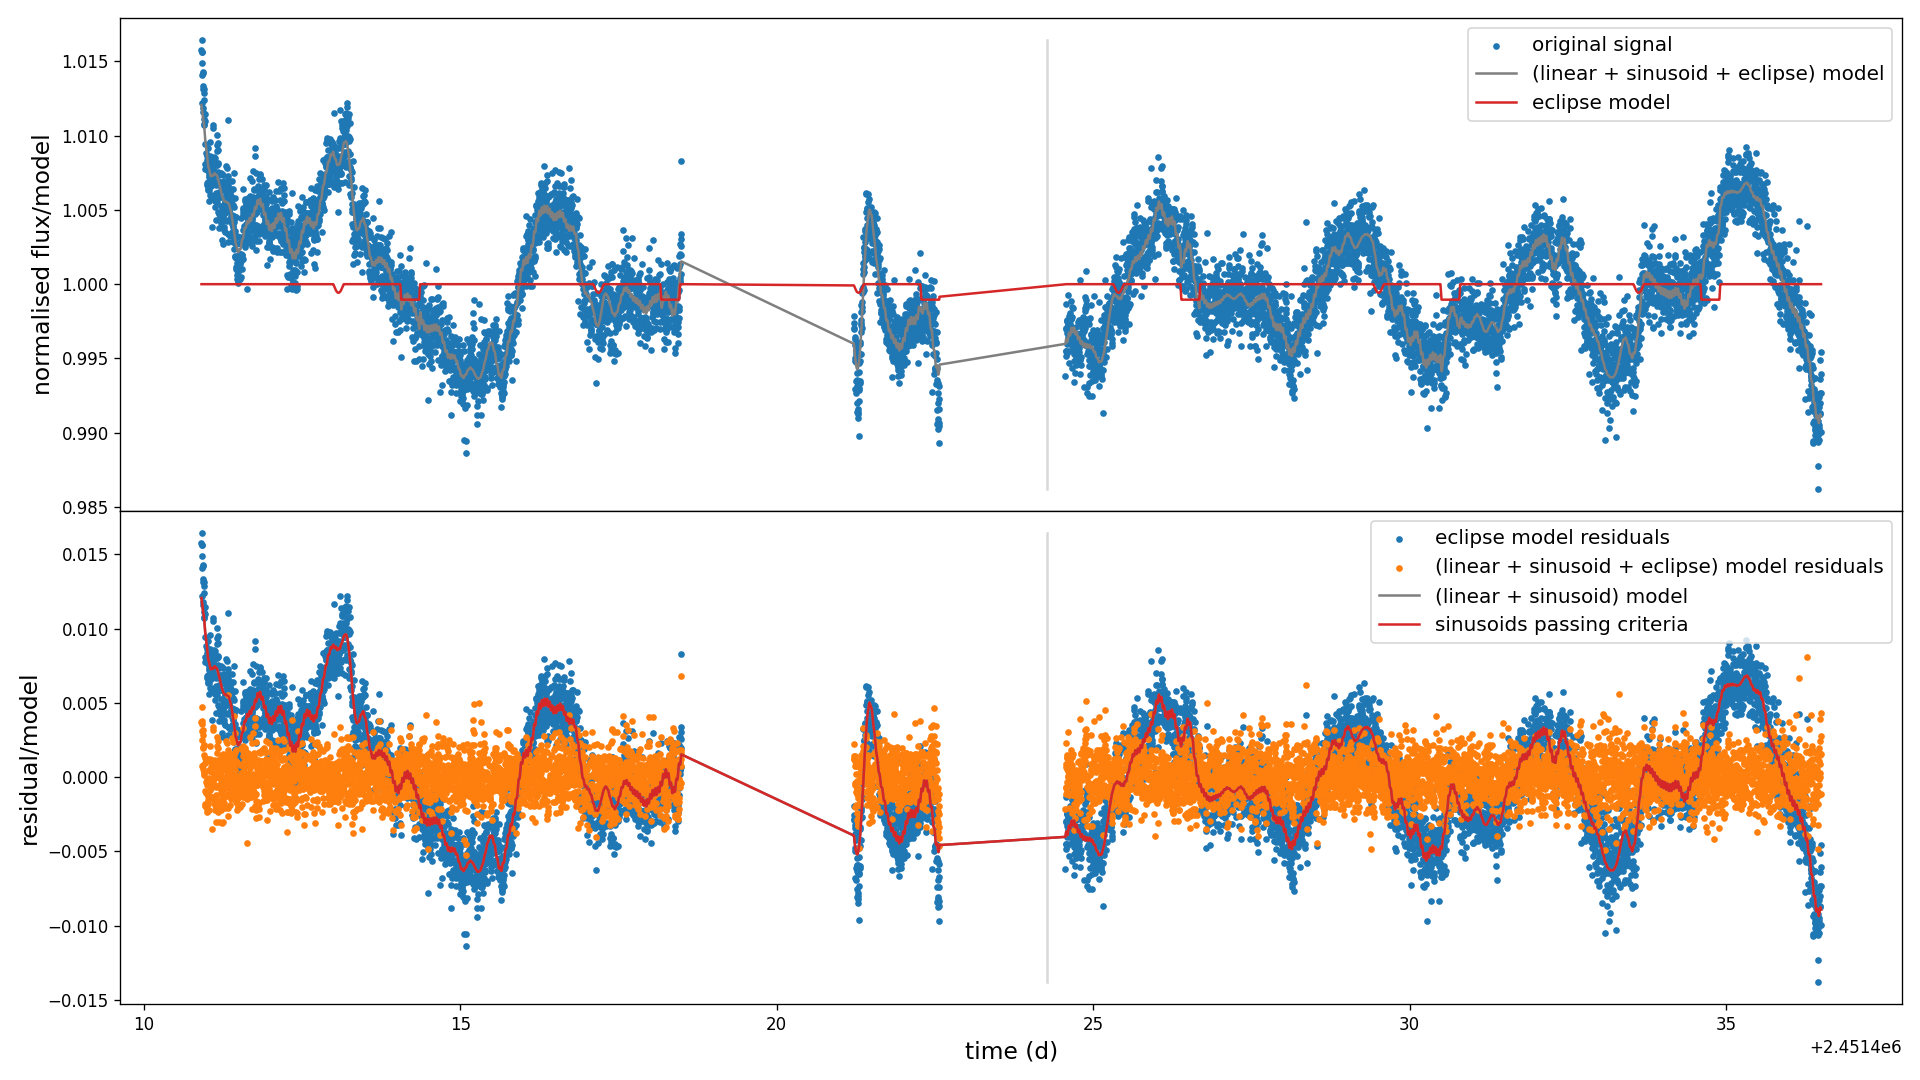 original signal
(linear + sinusoid + eclipse) model
eclipse model
normalised flux/model
1.015
1.010
1.005
1.000
0.995
0.990
0.985
eclipse model residuals
(linear + sinusoid + eclipse) model residuals
(linear + sinusoid) model
sinusoids passing criteria
residual/model
0.015
0.010
0.005
0.000
−0.005
−0.010
−0.015
10 15 20 25 30 35
time (d)
+2.4514e6